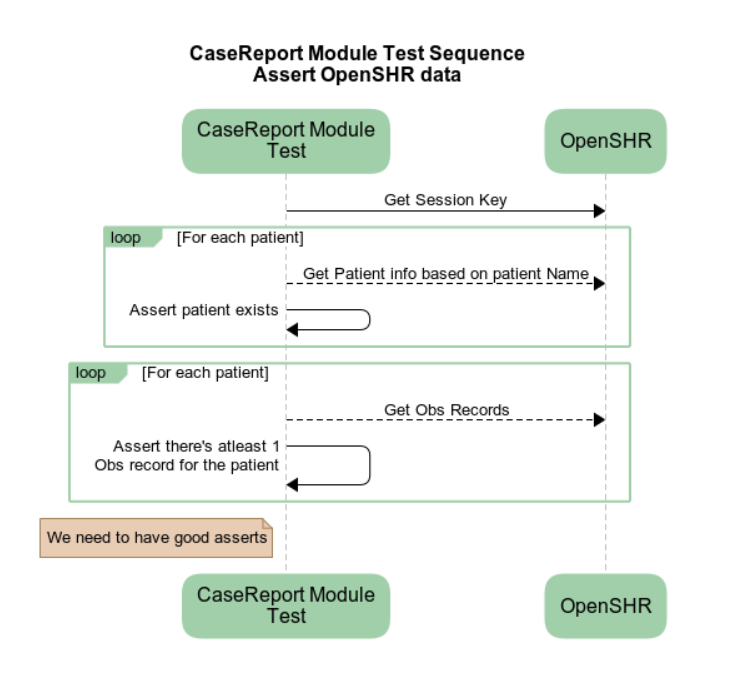 CaseReport Module Test Sequence
Assert OpenSHR data
CaseReport Module
Test
OpenSHR
Get Session Key
loop [For each patient]
Get Patient info based on patient Name
Assert patient exists
loop [For each patient]
Get Obs Records
Assert there's atleast 1
Obs record for the patient
We need to have good asserts
CaseReport Module
Test
OpenSHR